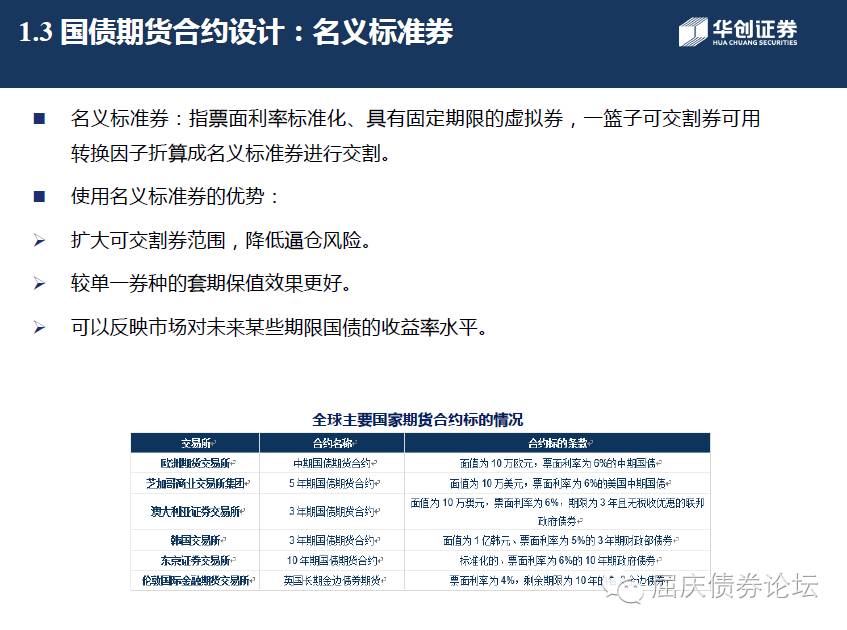 1.3 国债期货合约设计：名义标准券
华创证券
HUA CHUANG SECURITIES
名义标准券：指票面利率标准化、具有固定期限的虚拟券，一篮子可交割券可用
转换因子折算成名义标准券进行交割。
使用名义标准券的优势：
扩大可交割券范围，降低逼仓风险。
较单一券种的套期保值效果更好。
可以反映市场对未来某些期限国债的收益率水平。
全球主要国家期货合约标的情况
交易所 合约名称 合约标的条款
欧洲期货交易所 中期国债期货合约 面值为 10 万欧元，票面利率为 6%的中期国债
芝加哥商业交易所集团 5 年期国债期货合约 面值为 10 万美元，票面利率为 6%的美国中期国债
澳大利亚证券交易所 3 年期国债期货合约 面值为 10 万澳元，票面利率为 6%，期限为 3 年且无税收优惠的联邦
政府债券
韩国交易所 3 年期国债期货合约 面值为 1 亿韩元、票面利率为 5%的 3 年期财政部债券
东京证券交易所 10 年期国债期货合约 标准化的、票面利率为 6%的 10 年期政府债券
伦敦国际金融期货交易所 英国长期金边债券期货 票面利率为 4%，剩余期限为 10 年的 金边债券
屈庆债券论坛